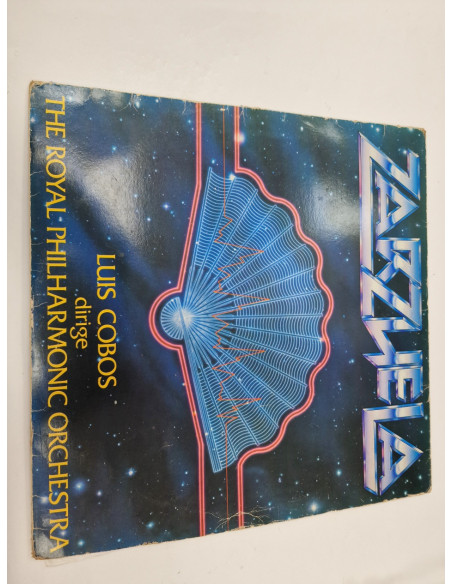 ZARZUELA
LUIS COBOS
dirige
THE ROYAL PHILHARMONIC ORCHESTRA